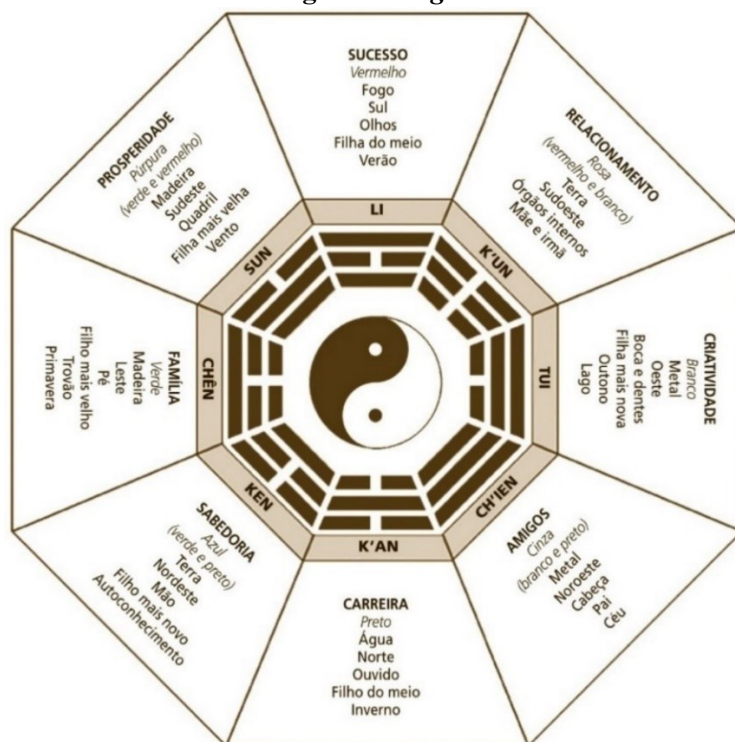 SUCESSO
Vermelho
Fogo
Sul
Olhos
Filha do meio
Verão
LI
RELACIONAMENTO
Rosa
(vermelho e branco)
Terra
Sudoeste
Órgãos internos
Mãe e irmã
K'UN
CRIATIVIDADE
Branco
Metal
Oeste
Boca e dentes
Filha mais nova
Outono
Lago
TUI
AMIGOS
Cinza
(branco e preto)
Metal
Noroeste
Cabeça
Pai
Céu
CH'IEN
CARREIRA
Preto
Água
Norte
Ouvido
Filho do meio
Inverno
K'AN
SABEDORIA
Azul
(verde e preto)
Terra
Nordeste
Mão
Filho mais novo
Autoconhecimento
KEN
FAMÍLIA
Verde
Madeira
Leste
Pé
Filho mais velho
Trovão
Primavera
CHÊN
PROSPERIDADE
Púrpura
(verde e vermelho)
Madeira
Sudeste
Quadril
Filha mais velha
Vento
SUN